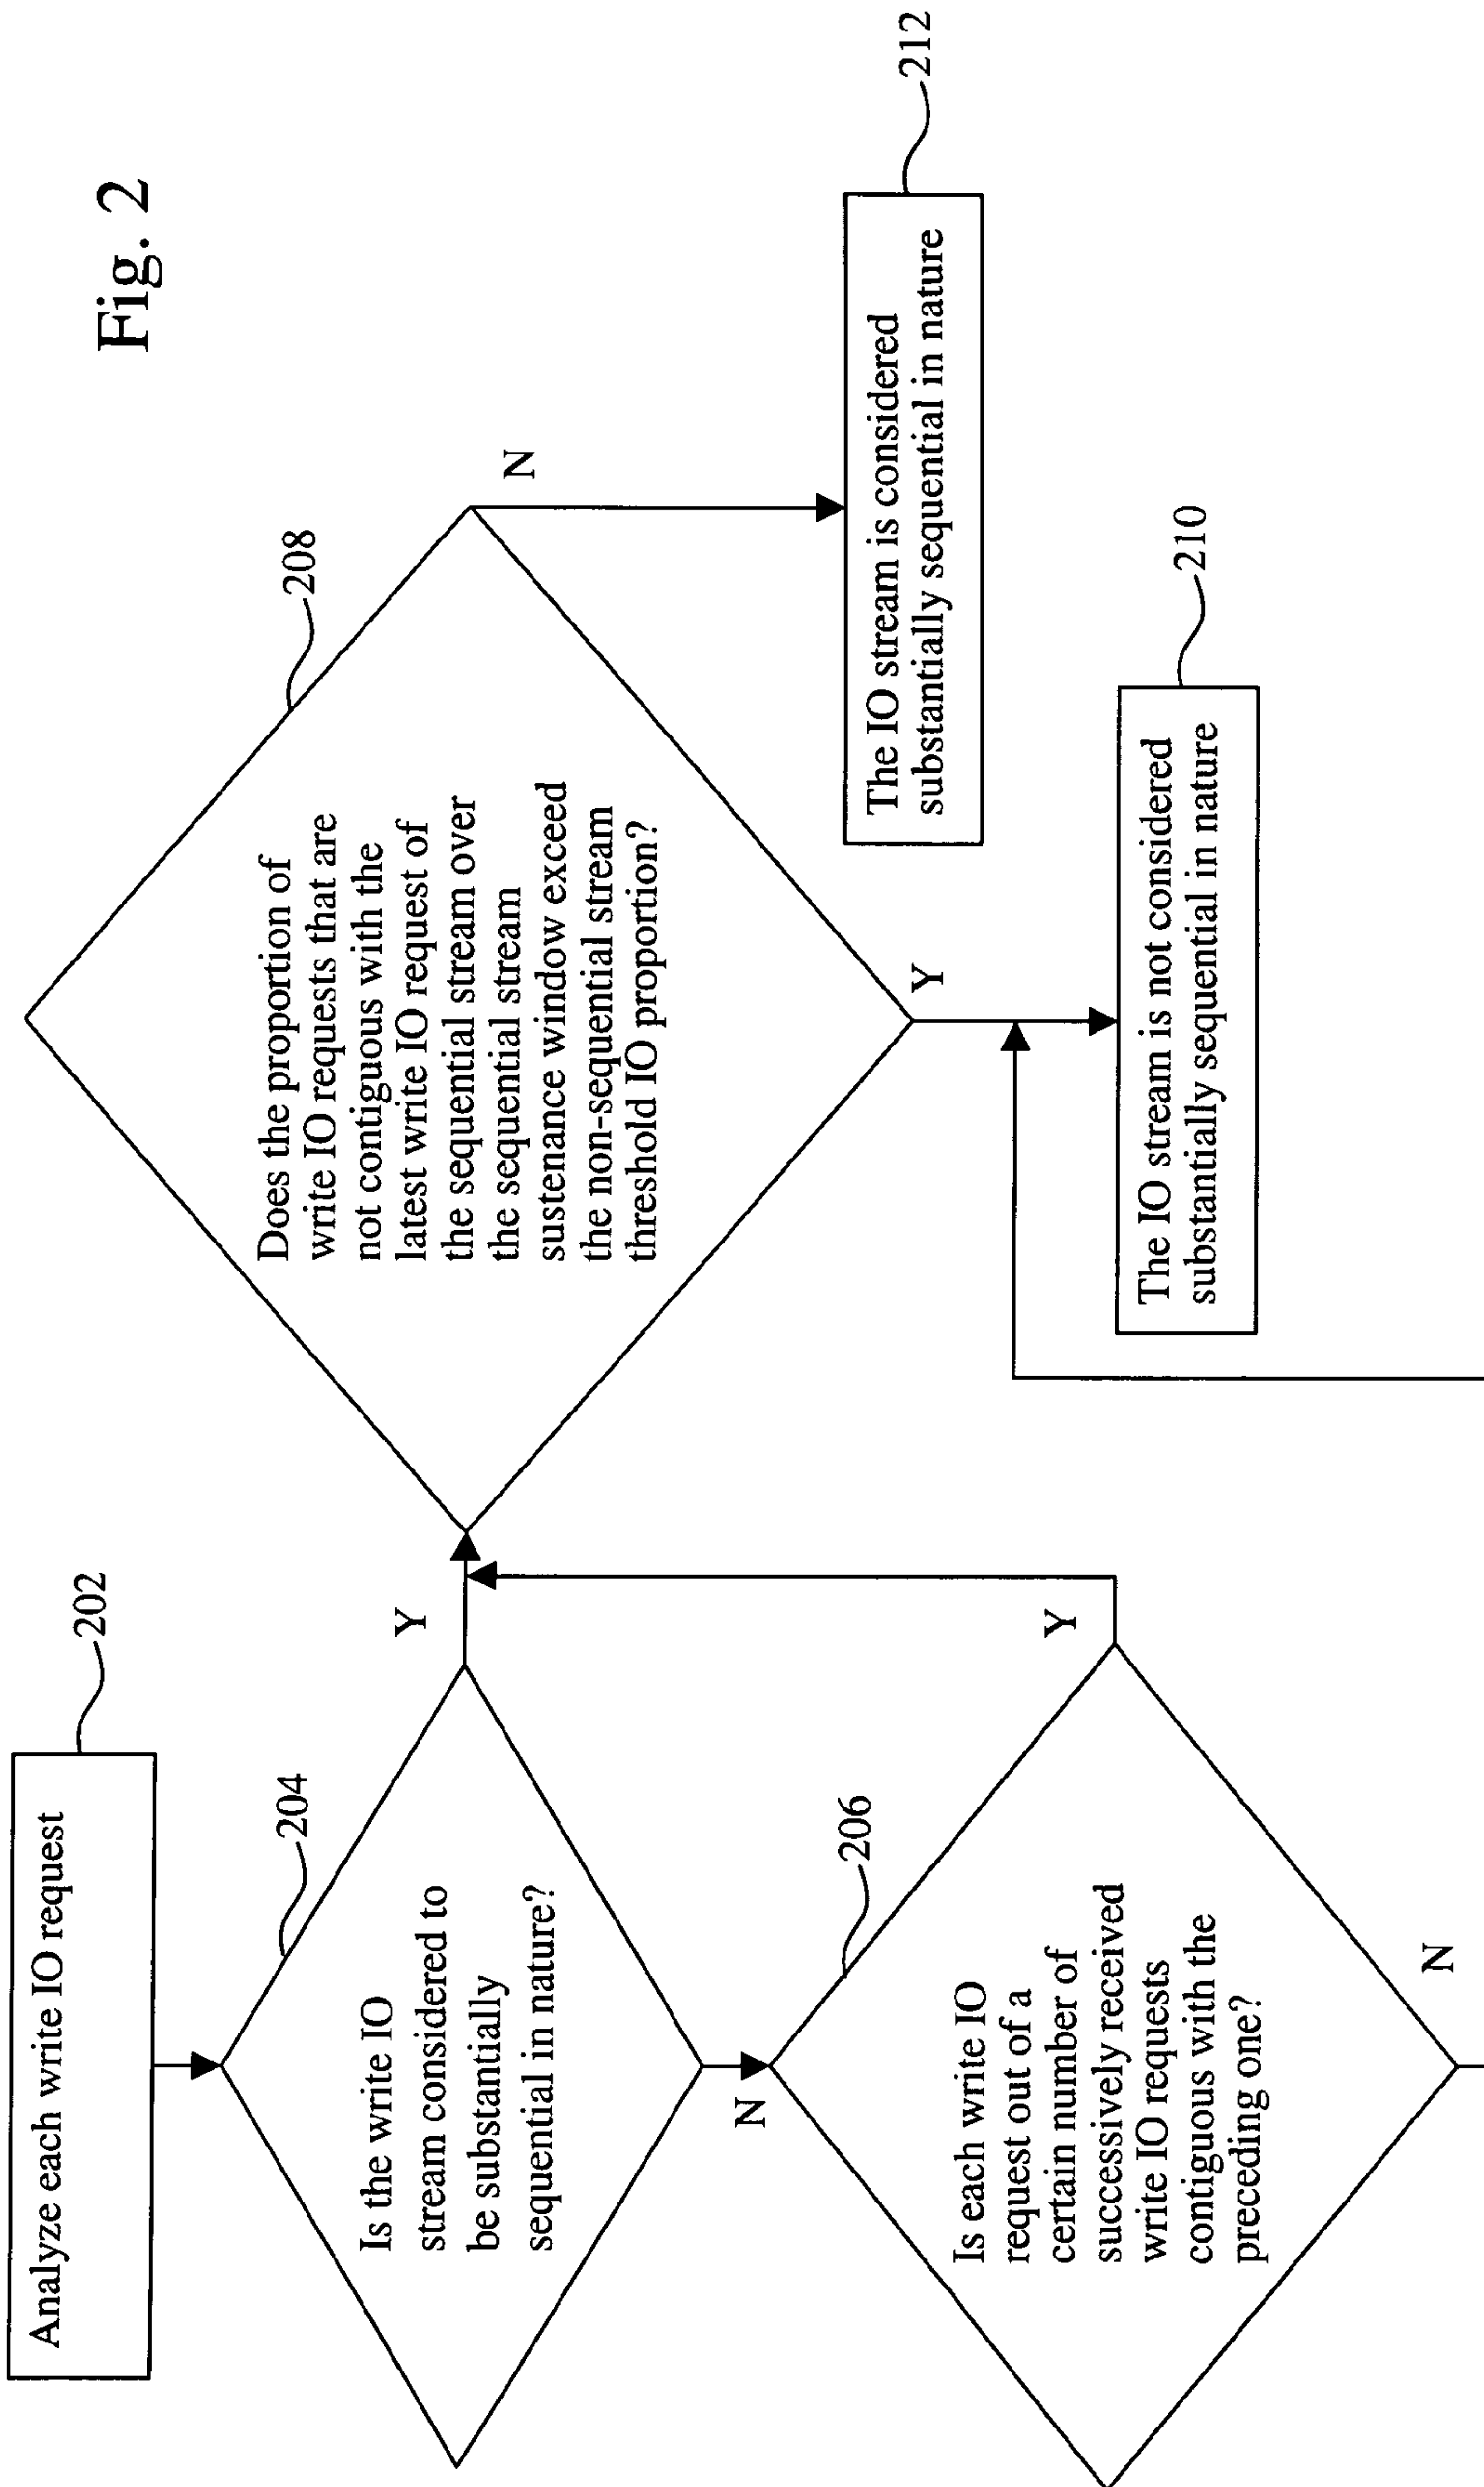 Fig. 2
Analyze each write IO request
202
204
Is the write IO
stream considered to
be substantially
sequential in nature?
Y
N
206
Is each write IO
request out of a
certain number of
successively received
write IO requests
contiguous with the
preceding one?
Y
N
208
Does the proportion of
write IO requests that are
not contiguous with the
latest write IO request of
the sequential stream over
the sequential stream
sustenance window exceed
the non-sequential stream
threshold IO proportion?
N
Y
212
The IO stream is considered
substantially sequential in nature
210
The IO stream is not considered
substantially sequential in nature